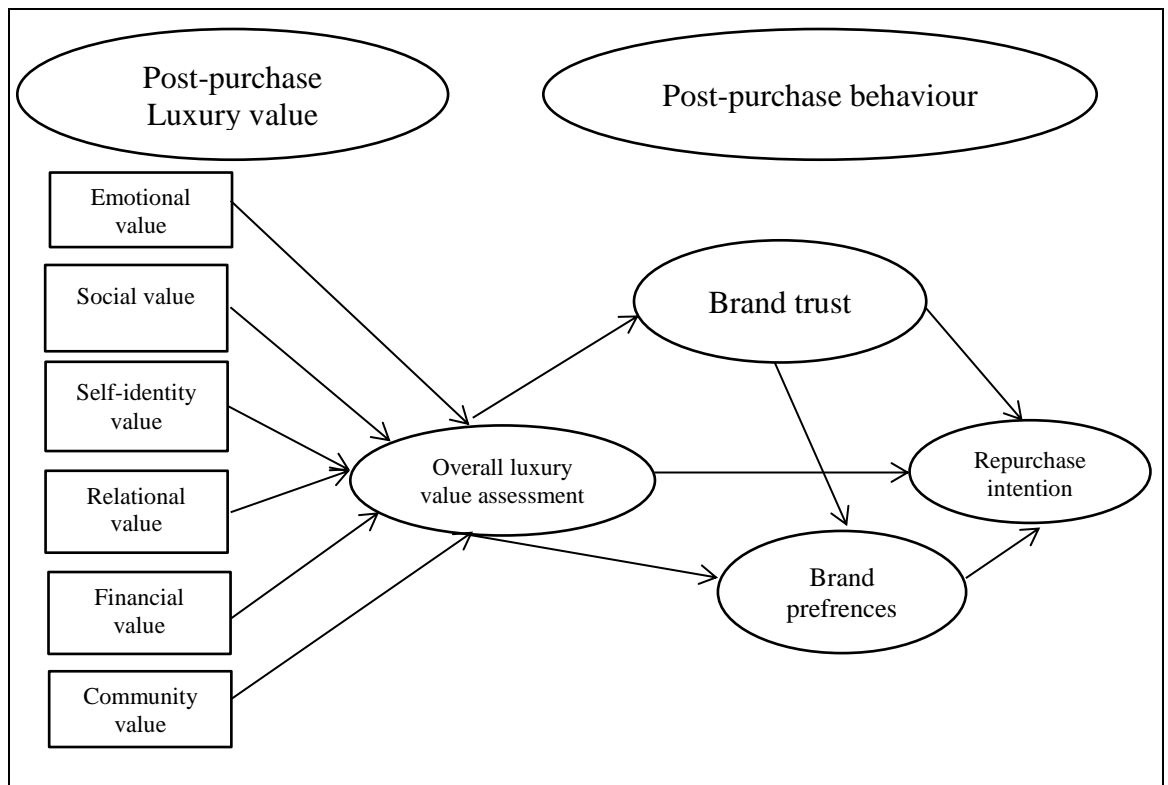 Post-purchase
Luxury value
Post-purchase behaviour
Emotional
value
Social value
Self-identity
value
Relational
value
Financial
value
Community
value
Overall luxury
value assessment
Brand trust
Brand
prefrences
Repurchase
intention